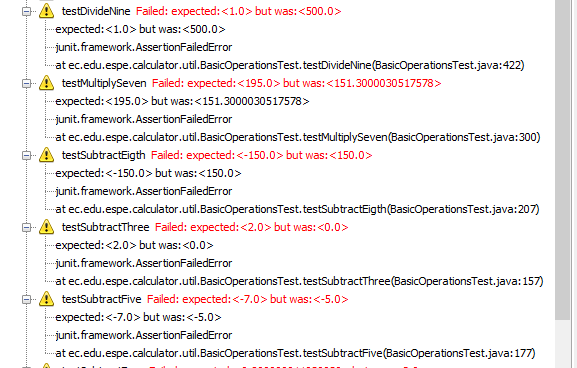 testDivideNine Failed: expected:<1.0> but was:<500.0>
expected:<1.0> but was:<500.0>
junit.framework.AssertionFailedError
at ec.edu.espe.calculator.util.BasicOperationsTest.testDivideNine(BasicOperationsTest.java:422)
testMultiplySeven Failed: expected:<195.0> but was:<151.3000030517578>
expected:<195.0> but was:<151.3000030517578>
junit.framework.AssertionFailedError
at ec.edu.espe.calculator.util.BasicOperationsTest.testMultiplySeven(BasicOperationsTest.java:300)
testSubtractEigth Failed: expected:<-150.0> but was:<150.0>
expected:<-150.0> but was:<150.0>
junit.framework.AssertionFailedError
at ec.edu.espe.calculator.util.BasicOperationsTest.testSubtractEigth(BasicOperationsTest.java:207)
testSubtractThree Failed: expected:<2.0> but was:<0.0>
expected:<2.0> but was:<0.0>
junit.framework.AssertionFailedError
at ec.edu.espe.calculator.util.BasicOperationsTest.testSubtractThree(BasicOperationsTest.java:157)
testSubtractFive Failed: expected:<-7.0> but was:<-5.0>
expected:<-7.0> but was:<-5.0>
junit.framework.AssertionFailedError
at ec.edu.espe.calculator.util.BasicOperationsTest.testSubtractFive(BasicOperationsTest.java:177)